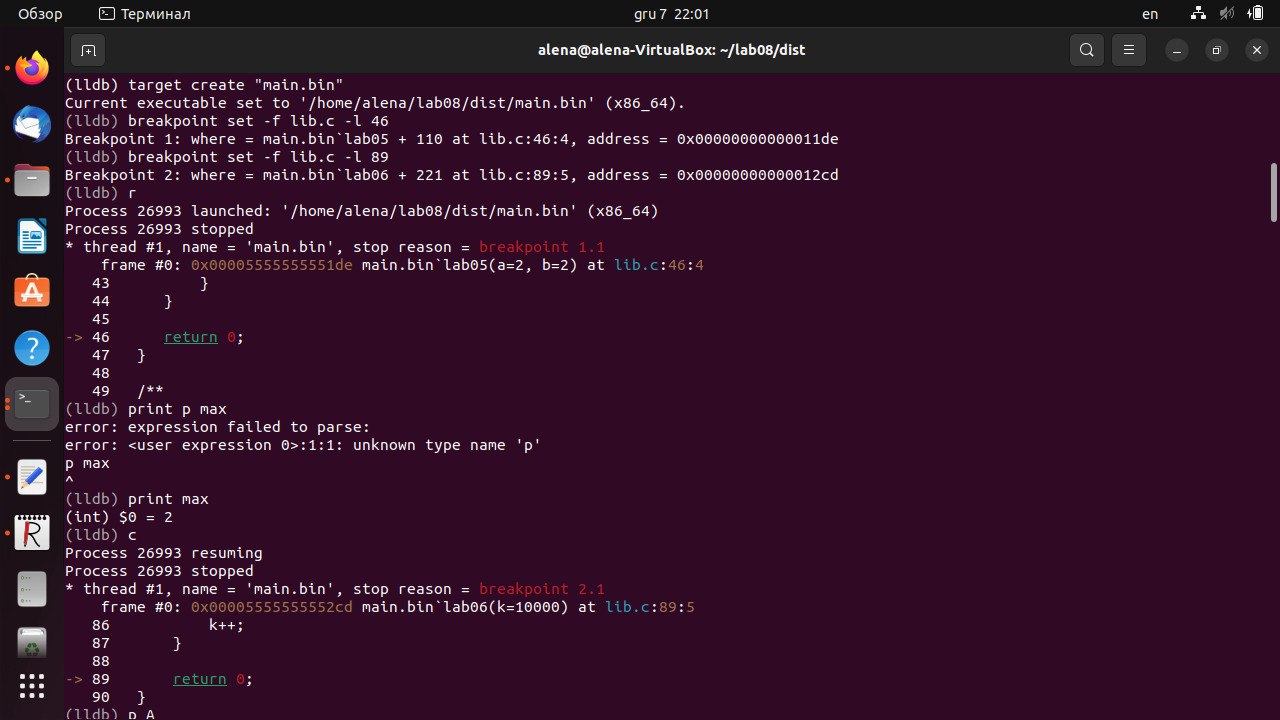 Обзор Терминал gru 7 22:01 en
alena@alena-VirtualBox: ~/lab08/dist
(lldb) target create "main.bin"
Current executable set to '/home/alena/lab08/dist/main.bin' (x86_64).
(lldb) breakpoint set -f lib.c -l 46
Breakpoint 1: where = main.bin`lab05 + 110 at lib.c:46:4, address = 0x00000000000011de
(lldb) breakpoint set -f lib.c -l 89
Breakpoint 2: where = main.bin`lab06 + 221 at lib.c:89:5, address = 0x00000000000012cd
(lldb) r
Process 26993 launched: '/home/alena/lab08/dist/main.bin' (x86_64)
Process 26993 stopped
* thread #1, name = 'main.bin', stop reason = breakpoint 1.1
    frame #0: 0x00005555555551de main.bin`lab05(a=2, b=2) at lib.c:46:4
   43          }
   44      }
   45
-> 46      return 0;
   47   }
   48
   49   /**
(lldb) print p max
error: expression failed to parse:
error: <user expression 0>:1:1: unknown type name 'p'
p max
^
(lldb) print max
(int) $0 = 2
(lldb) c
Process 26993 resuming
Process 26993 stopped
* thread #1, name = 'main.bin', stop reason = breakpoint 2.1
    frame #0: 0x00005555555552cd main.bin`lab06(k=10000) at lib.c:89:5
   86           k++;
   87       }
   88
-> 89       return 0;
   90   }
(lldb) p A